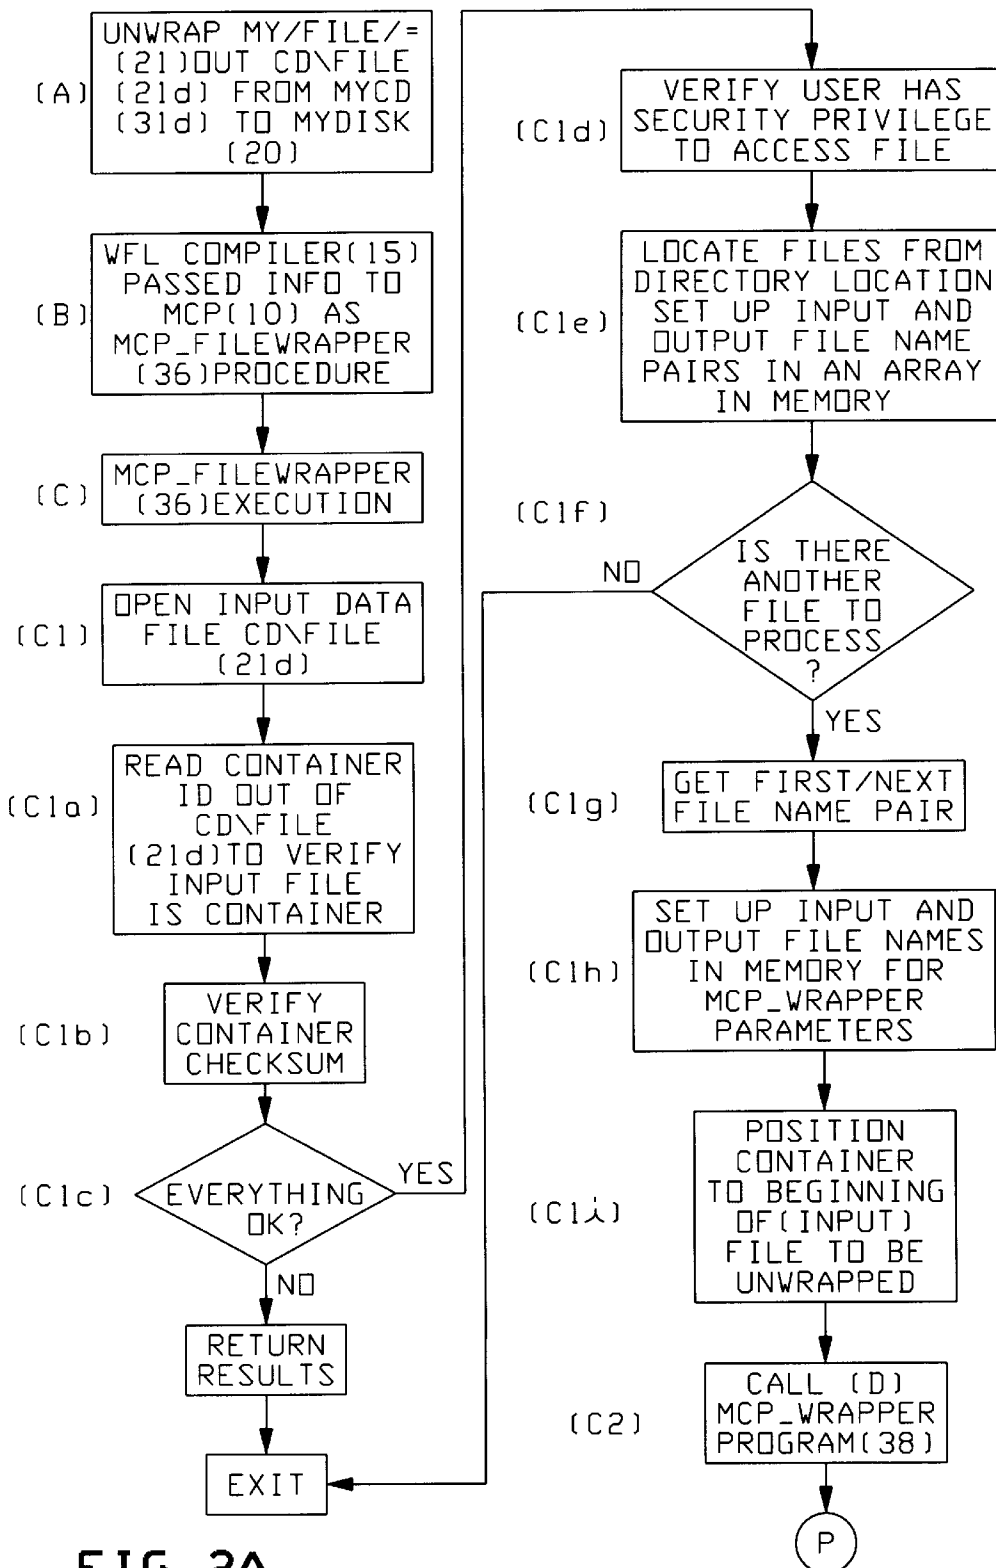 UNWRAP MY/FILE/=
(21)OUT CD\FILE
(A) (21d) FROM MYCD
(31d) TO MYDISK
(20)
WFL COMPILER(15)
PASSED INFO TO
(B) MCP(10) AS
MCP_FILEWRAPPER
(36)PROCEDURE
(C) MCP_FILEWRAPPER
(36)EXECUTION
OPEN INPUT DATA
(C1) FILE CD\FILE
(21d)
READ CONTAINER
ID OUT OF
(C1a) CD\FILE
(21d)TO VERIFY
INPUT FILE
IS CONTAINER
VERIFY
(C1b) CONTAINER
CHECKSUM
(C1c) EVERYTHING YES
OK?
NO
RETURN
RESULTS
EXIT
VERIFY USER HAS
(C1d) SECURITY PRIVILEGE
TO ACCESS FILE
LOCATE FILES FROM
DIRECTORY LOCATION
(C1e) SET UP INPUT AND
OUTPUT FILE NAME
PAIRS IN AN ARRAY
IN MEMORY
(C1f)
IS THERE
NO ANOTHER
FILE TO
PROCESS
?
YES
(C1g) GET FIRST/NEXT
FILE NAME PAIR
SET UP INPUT AND
OUTPUT FILE NAMES
(C1h) IN MEMORY FOR
MCP_WRAPPER
PARAMETERS
POSITION
CONTAINER
TO BEGINNING
(C1i) OF(INPUT)
FILE TO BE
UNWRAPPED
CALL (D)
(C2) MCP_WRAPPER
PROGRAM(38)
P